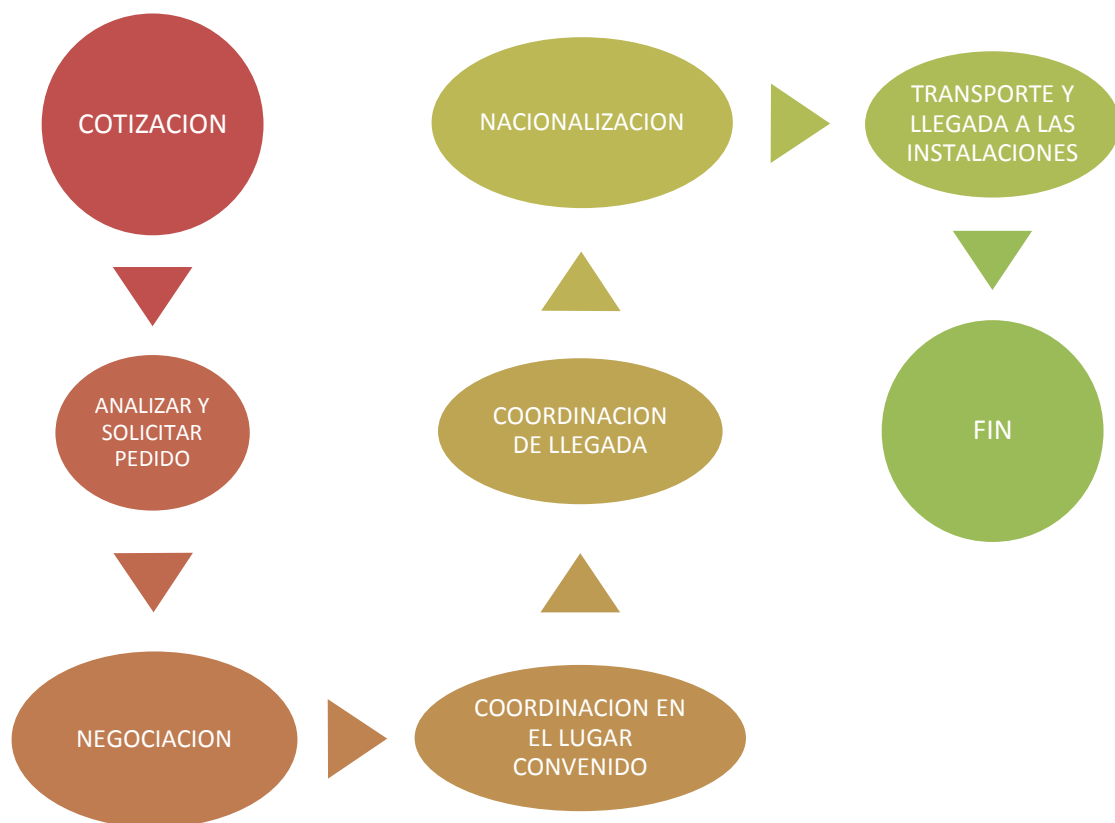 COTIZACION
ANALIZAR Y
SOLICITAR
PEDIDO
NEGOCIACION
COORDINACION EN
EL LUGAR
CONVENIDO
COORDINACION
DE LLEGADA
NACIONALIZACION
TRANSPORTE Y
LLEGADA A LAS
INSTALACIONES
FIN